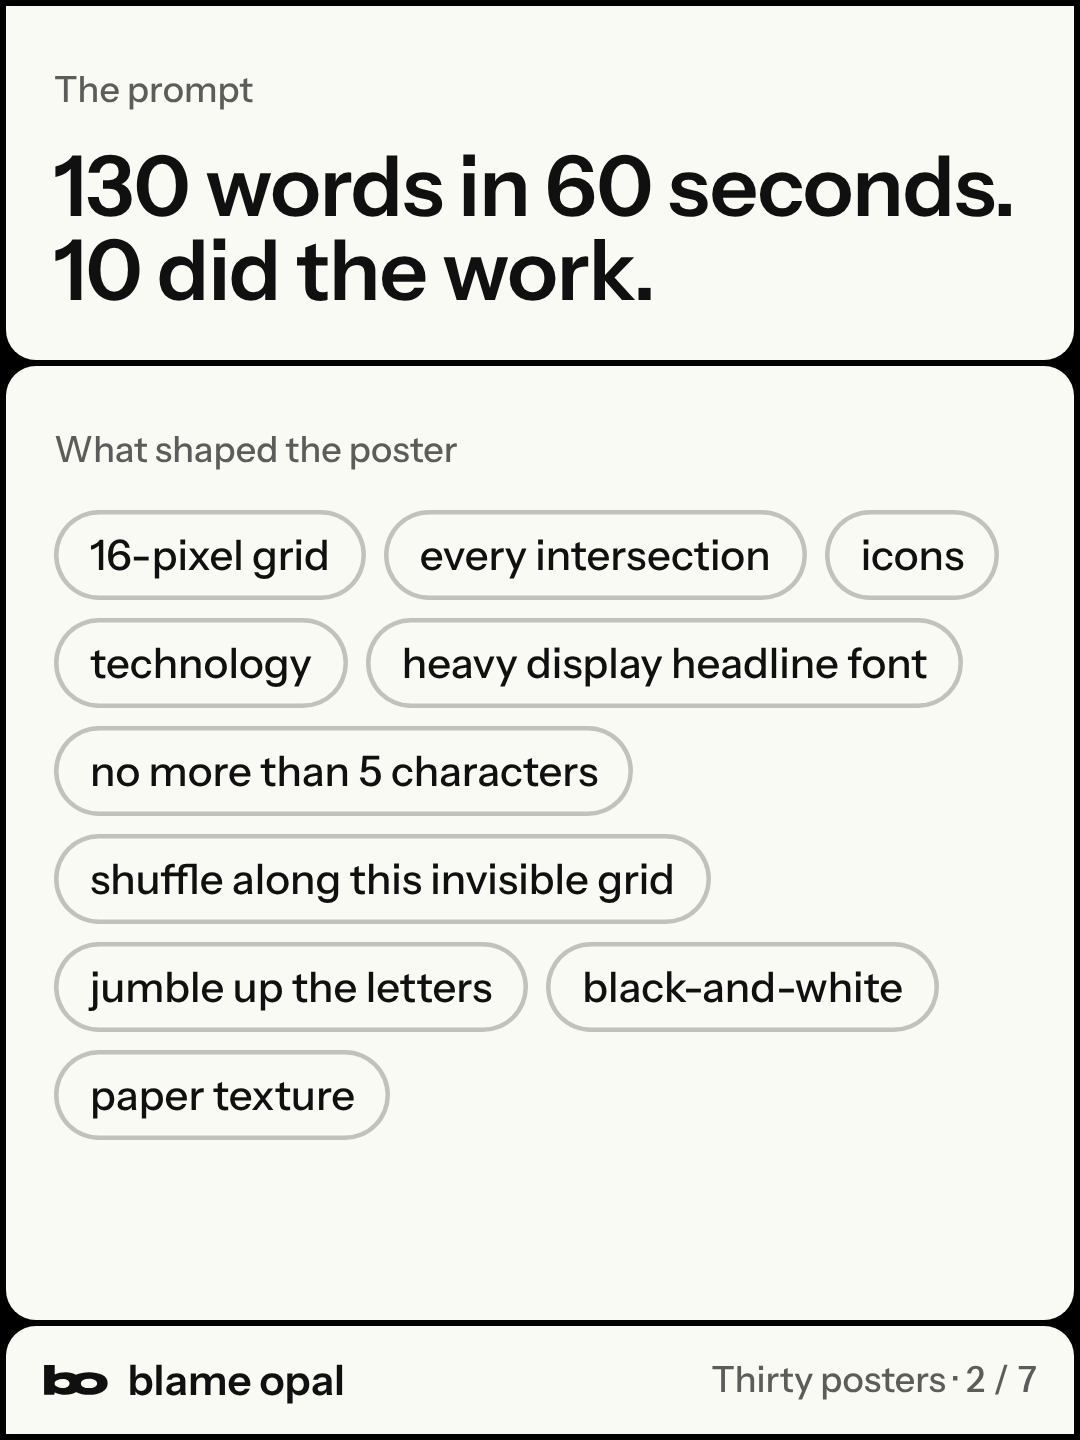 The prompt
130 words in 60 seconds.
10 did the work.
What shaped the poster
16-pixel grid
every intersection
icons
technology
heavy display headline font
no more than 5 characters
shuffle along this invisible grid
jumble up the letters
black-and-white
paper texture
bo blame opal
Thirty posters · 2 / 7